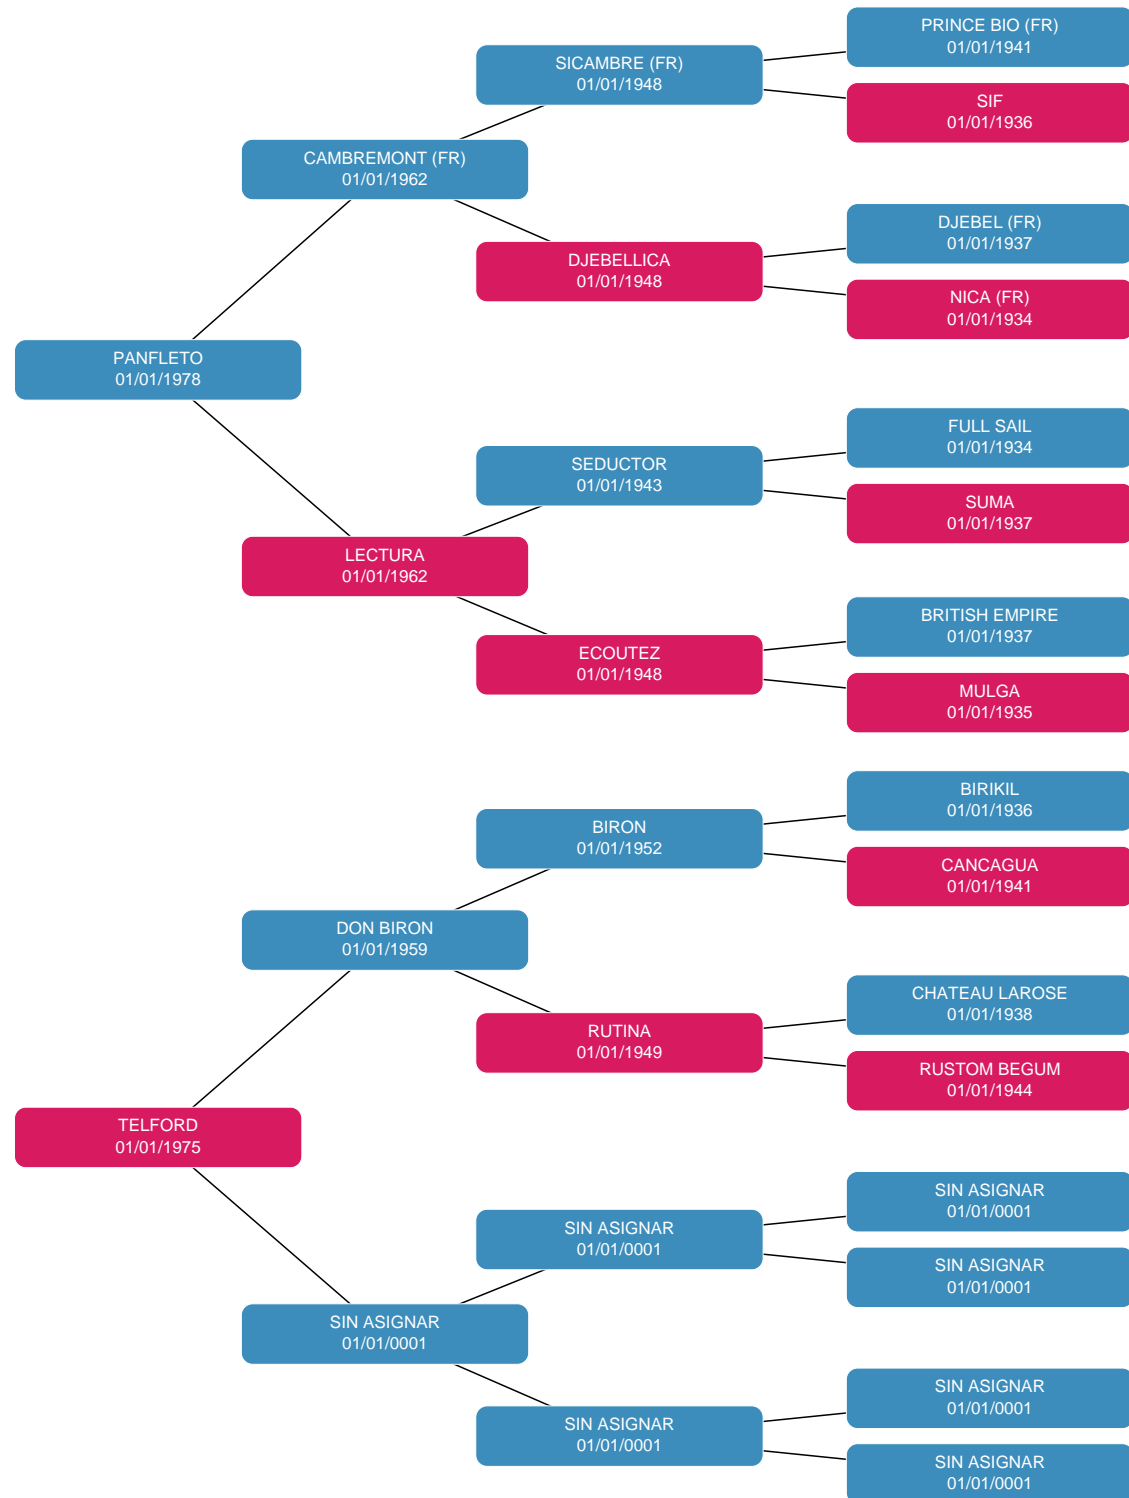 PRINCE BIO (FR)
01/01/1941
SICAMBRE (FR)
01/01/1948
SIF
01/01/1936
CAMBREMONT (FR)
01/01/1962
DJEBEL (FR)
01/01/1937
DJEBELLICA
01/01/1948
NICA (FR)
01/01/1934
PANFLETO
01/01/1978
FULL SAIL
01/01/1934
SEDUCTOR
01/01/1943
SUMA
01/01/1937
LECTURA
01/01/1962
BRITISH EMPIRE
01/01/1937
ECOUTEZ
01/01/1948
MULGA
01/01/1935
BIRIKIL
01/01/1936
BIRON
01/01/1952
CANCAGUA
01/01/1941
DON BIRON
01/01/1959
CHATEAU LAROSE
01/01/1938
RUTINA
01/01/1949
RUSTOM BEGUM
01/01/1944
TELFORD
01/01/1975
SIN ASIGNAR
01/01/0001
SIN ASIGNAR
01/01/0001
SIN ASIGNAR
01/01/0001
SIN ASIGNAR
01/01/0001
SIN ASIGNAR
01/01/0001
SIN ASIGNAR
01/01/0001
SIN ASIGNAR
01/01/0001